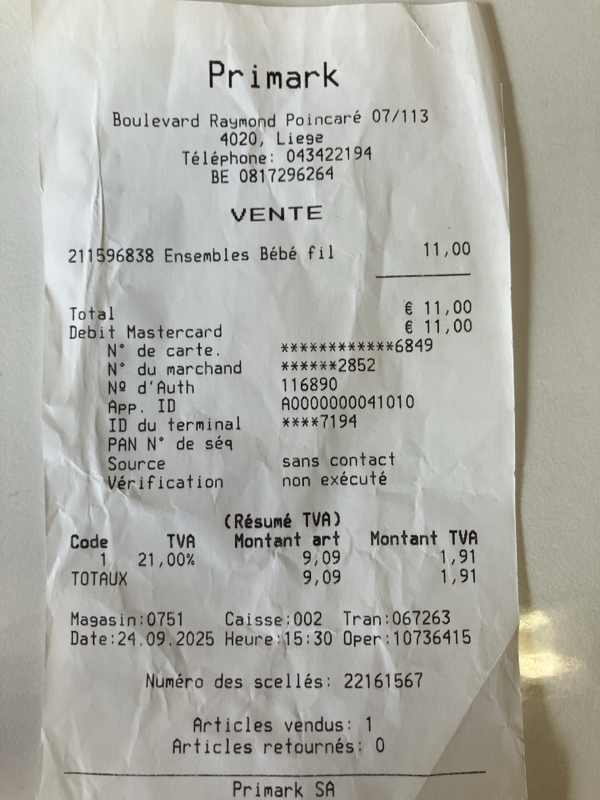 Primark
Boulevard Raymond Poincaré 07/113
4020, Liege
Téléphone: 043422194
BE 0817296264
VENTE
211596838 Ensembles Bébé fil 11,00
Total € 11,00
Debit Mastercard € 11,00
N° de carte. ************6849
N° du marchand ******2852
Nº d'Auth 116890
App. ID A0000000041010
ID du terminal ****7194
PAN N° de séq
Source sans contact
Vérification non exécuté
(Résumé TVA)
Code TVA Montant art Montant TVA
1 21,00% 9,09 1,91
TOTAUX 9,09 1,91
Magasin:0751 Caisse:002 Tran:067263
Date:24.09.2025 Heure:15:30 Oper:10736415
Numéro des scellés: 22161567
Articles vendus: 1
Articles retournés: 0
Primark SA